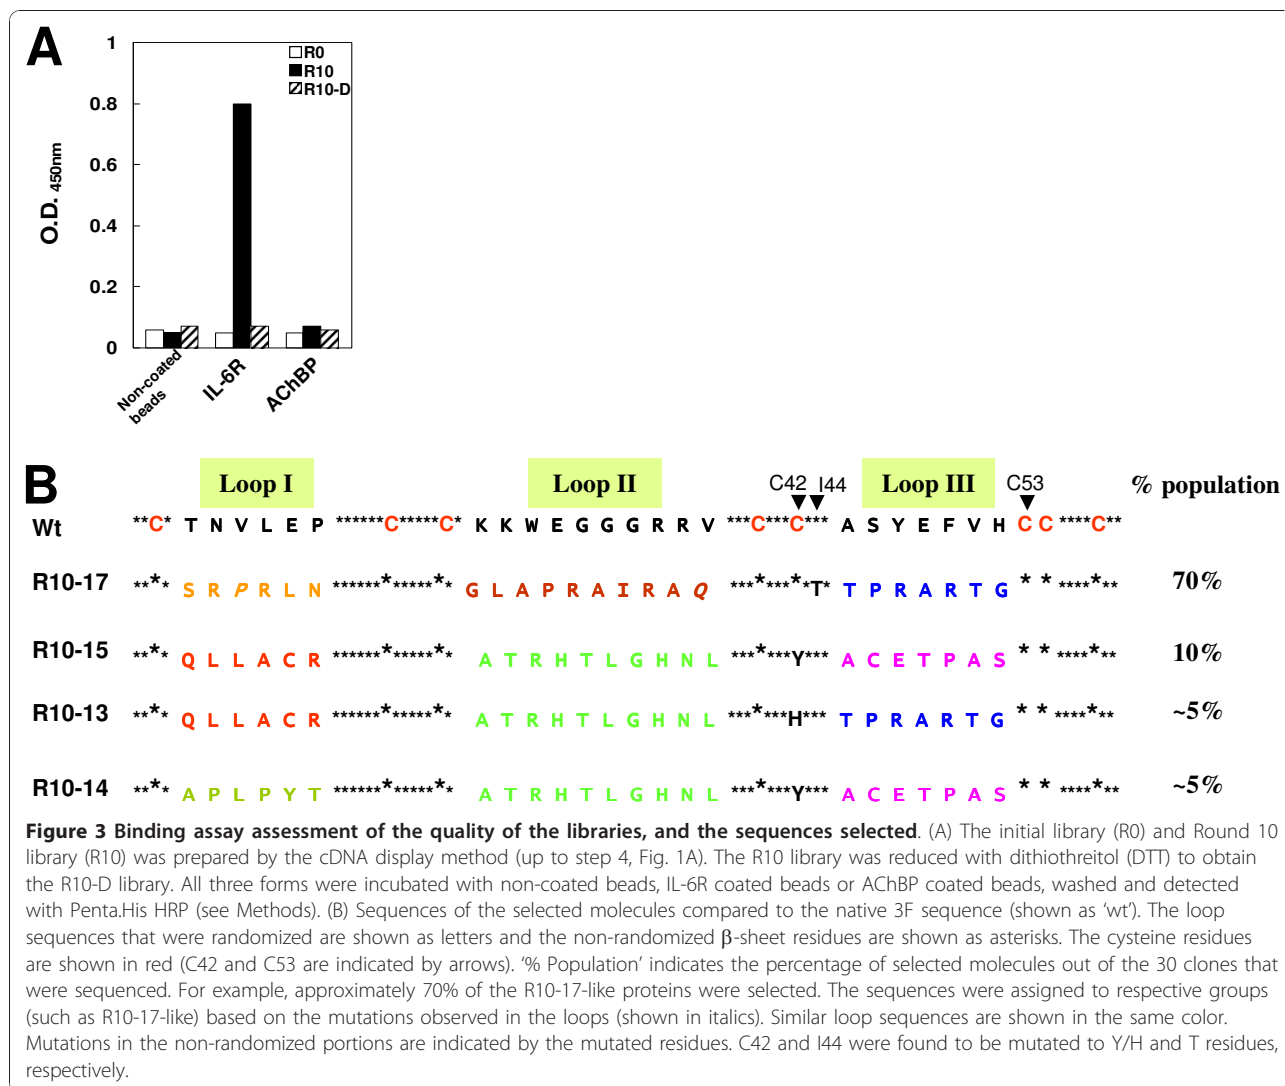 A
1
0.8
0.6
0.4
0.2
0
O.D. 450nm
R0
R10
R10-D
Non-coated
beads
IL-6R
AChBP
B
Loop I
Loop II
C42
I44
Loop III
C53
% population
Wt
**C* T N V L E P ******C*****C* K K W E G G G R R V ***C***C*** A S Y E F V H C C ****C**
R10-17 **** S R P R L N ************** G L A P R A I R A Q *********T* T P R A R T G * * *******
70%
R10-15 **** Q L L A C R ************** A T R H T L G H N L *******Y*** A C E T P A S * * *******
10%
R10-13 **** Q L L A C R ************** A T R H T L G H N L *******H*** T P R A R T G * * *******
~5%
R10-14 **** A P L P Y T ************** A T R H T L G H N L *******Y*** A C E T P A S * * *******
~5%
Figure 3 Binding assay assessment of the quality of the libraries, and the sequences selected. (A) The initial library (R0) and Round 10
library (R10) was prepared by the cDNA display method (up to step 4, Fig. 1A). The R10 library was reduced with dithiothreitol (DTT) to obtain
the R10-D library. All three forms were incubated with non-coated beads, IL-6R coated beads or AChBP coated beads, washed and detected
with Penta.His HRP (see Methods). (B) Sequences of the selected molecules compared to the native 3F sequence (shown as ‘wt’). The loop
sequences that were randomized are shown as letters and the non-randomized β-sheet residues are shown as asterisks. The cysteine residues
are shown in red (C42 and C53 are indicated by arrows). ‘% Population’ indicates the percentage of selected molecules out of the 30 clones that
were sequenced. For example, approximately 70% of the R10-17-like proteins were selected. The sequences were assigned to respective groups
(such as R10-17-like) based on the mutations observed in the loops (shown in italics). Similar loop sequences are shown in the same color.
Mutations in the non-randomized portions are indicated by the mutated residues. C42 and I44 were found to be mutated to Y/H and T residues,
respectively.